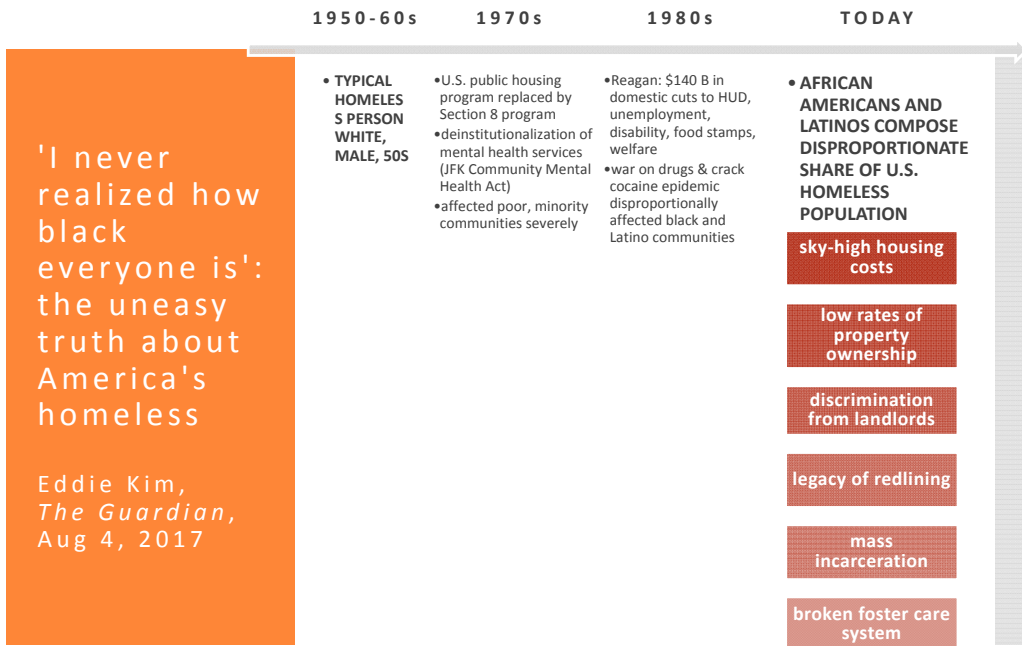 1950-60s
1970s
1980s
TODAY
'I never
realized how
black
everyone is':
the uneasy
truth about
America's
homeless
Eddie Kim,
The Guardian,
Aug 4, 2017
• TYPICAL
HOMELES
S PERSON
WHITE,
MALE, 50S
•U.S. public housing
program replaced by
Section 8 program
•deinstitutionalization of
mental health services
(JFK Community Mental
Health Act)
•affected poor, minority
communities severely
•Reagan: $140 B in
domestic cuts to HUD,
unemployment,
disability, food stamps,
welfare
•war on drugs & crack
cocaine epidemic
disproportionally
affected black and
Latino communities
• AFRICAN
AMERICANS AND
LATINOS COMPOSE
DISPROPORTIONATE
SHARE OF U.S.
HOMELESS
POPULATION
sky-high housing
costs
low rates of
property
ownership
discrimination
from landlords
legacy of redlining
mass
incarceration
broken foster care
system